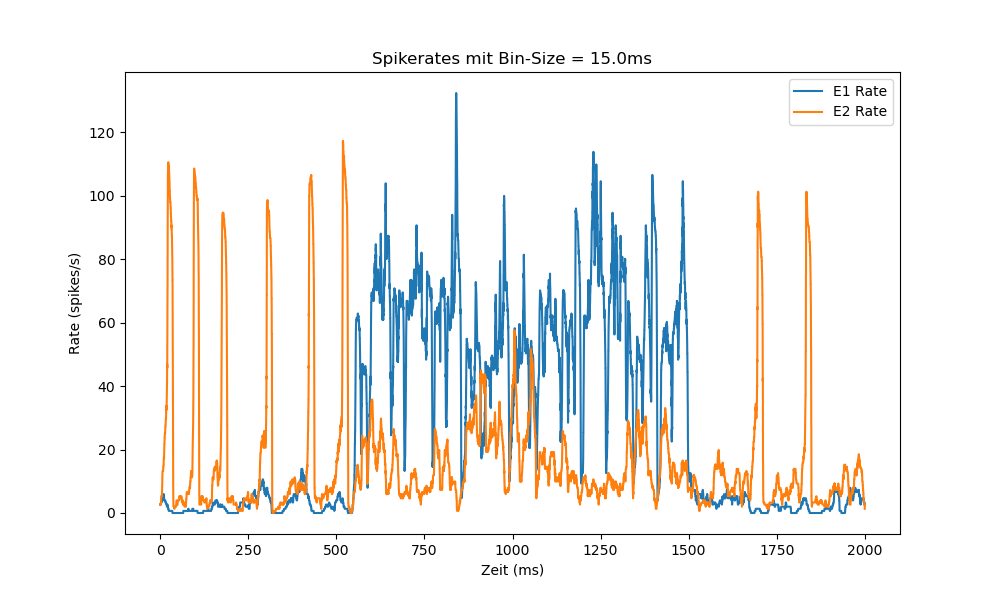 Spikerates mit Bin-Size = 15.0ms
E1 Rate
E2 Rate
Rate (spikes/s)
120
100
80
60
40
20
0
0 250 500 750 1000 1250 1500 1750 2000
Zeit (ms)